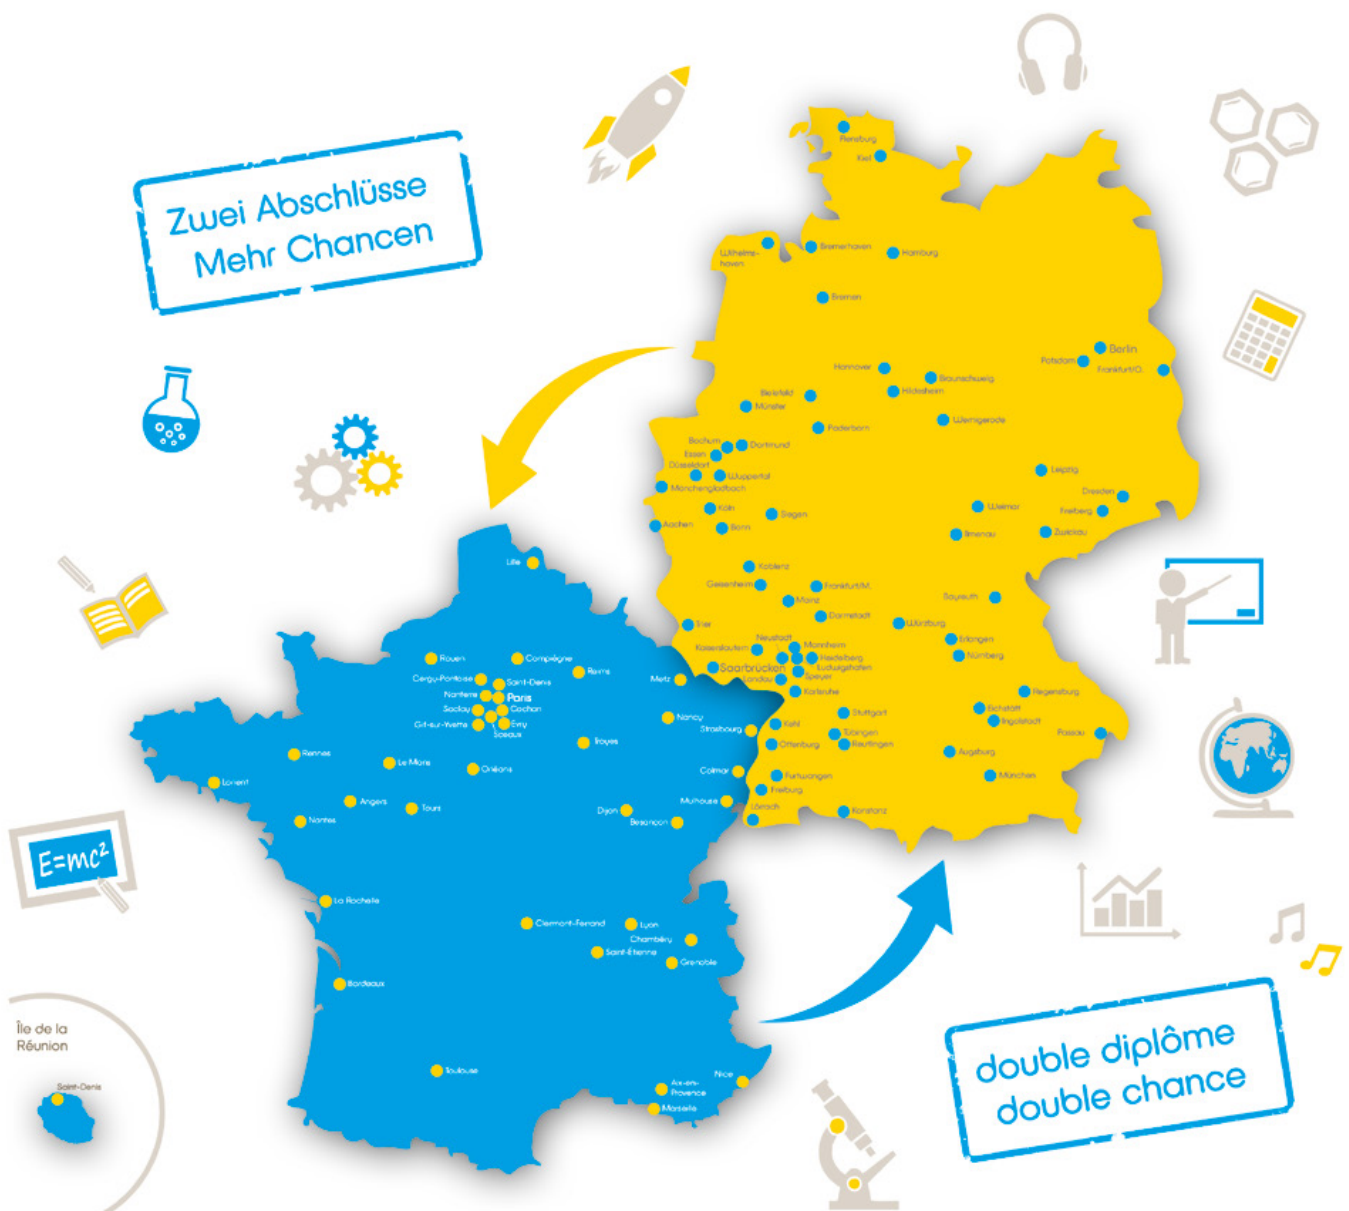 Zwei Abschlüsse
Mehr Chancen
Flensburg
Kiel
Wilhelms-
haven
Bremerhaven
Hamburg
Bremen
Berlin
Potsdam
Frankfurt/O.
Hannover
Braunschweig
Hildesheim
Bielefeld
Münster
Wernigerode
Paderborn
Bochum
Dortmund
Essen
Düsseldorf
Wuppertal
Mönchengladbach
Leipzig
Dresden
Freiberg
Köln
Siegen
Weimar
Aachen
Bonn
Ilmenau
Zwickau
Koblenz
Geisenheim
Frankfurt/M.
Mainz
Bayreuth
Darmstadt
Trier
Würzburg
Erlangen
Neustadt
Mannheim
Kaiserslautern
Heidelberg
Nürnberg
Saarbrücken
Ludwigshafen
Landau
Speyer
Karlsruhe
Regensburg
Eichstätt
Stuttgart
Ingolstadt
Kehl
Tübingen
Passau
Offenburg
Reutlingen
Augsburg
Furtwangen
München
Freiburg
Lörrach
Konstanz
Lille
Rouen
Compiègne
Cergy-Pontoise
Saint-Denis
Reims
Metz
Nanterre
Paris
Saclay
Cachan
Gif-sur-Yvette
Evry
Sceaux
Nancy
Strasbourg
Troyes
Rennes
Le Mans
Orléans
Colmar
Lorient
Angers
Tours
Mulhouse
Nantes
Dijon
Besançon
E=mc²
La Rochelle
Clermont-Ferrand
Lyon
Chambéry
Saint-Étienne
Grenoble
Bordeaux
Île de la
Réunion
Saint-Denis
Toulouse
Nice
Aix-en-
Provence
Marseille
double diplôme
double chance